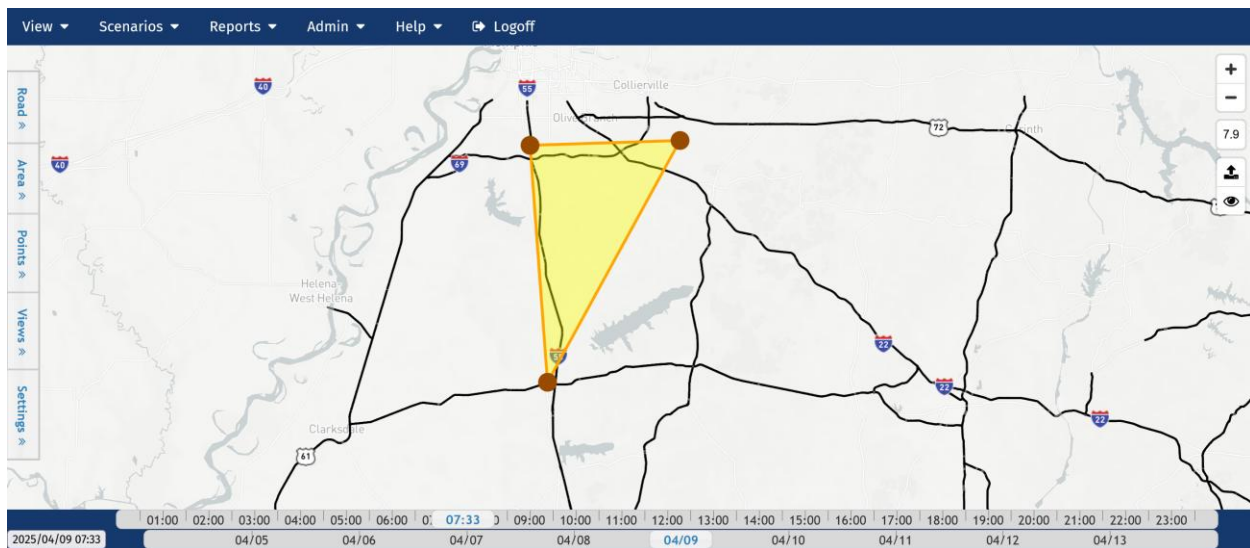 View Scenarios Reports Admin Help Logoff
Road
Area
Points
Views
Settings
+
−
7.9
40
55
Collierville
72
40
69
Helena
West Helena
22
22
22
Clarksdale
61
01:00 02:00 03:00 04:00 05:00 06:00 07:33 09:00 10:00 11:00 12:00 13:00 14:00 15:00 16:00 17:00 18:00 19:00 20:00 21:00 22:00 23:00
2025/04/09 07:33 04/05 04/06 04/07 04/08 04/09 04/10 04/11 04/12 04/13